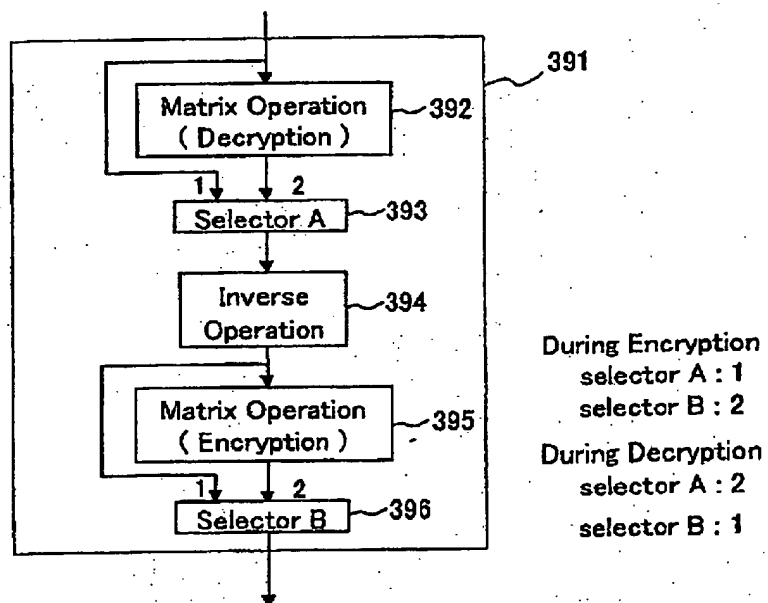 391
Matrix Operation
( Decryption )
392
1
2
Selector A
393
Inverse
Operation
394
Matrix Operation
( Encryption )
395
1
2
Selector B
396
During Encryption
selector A : 1
selector B : 2
During Decryption
selector A : 2
selector B : 1